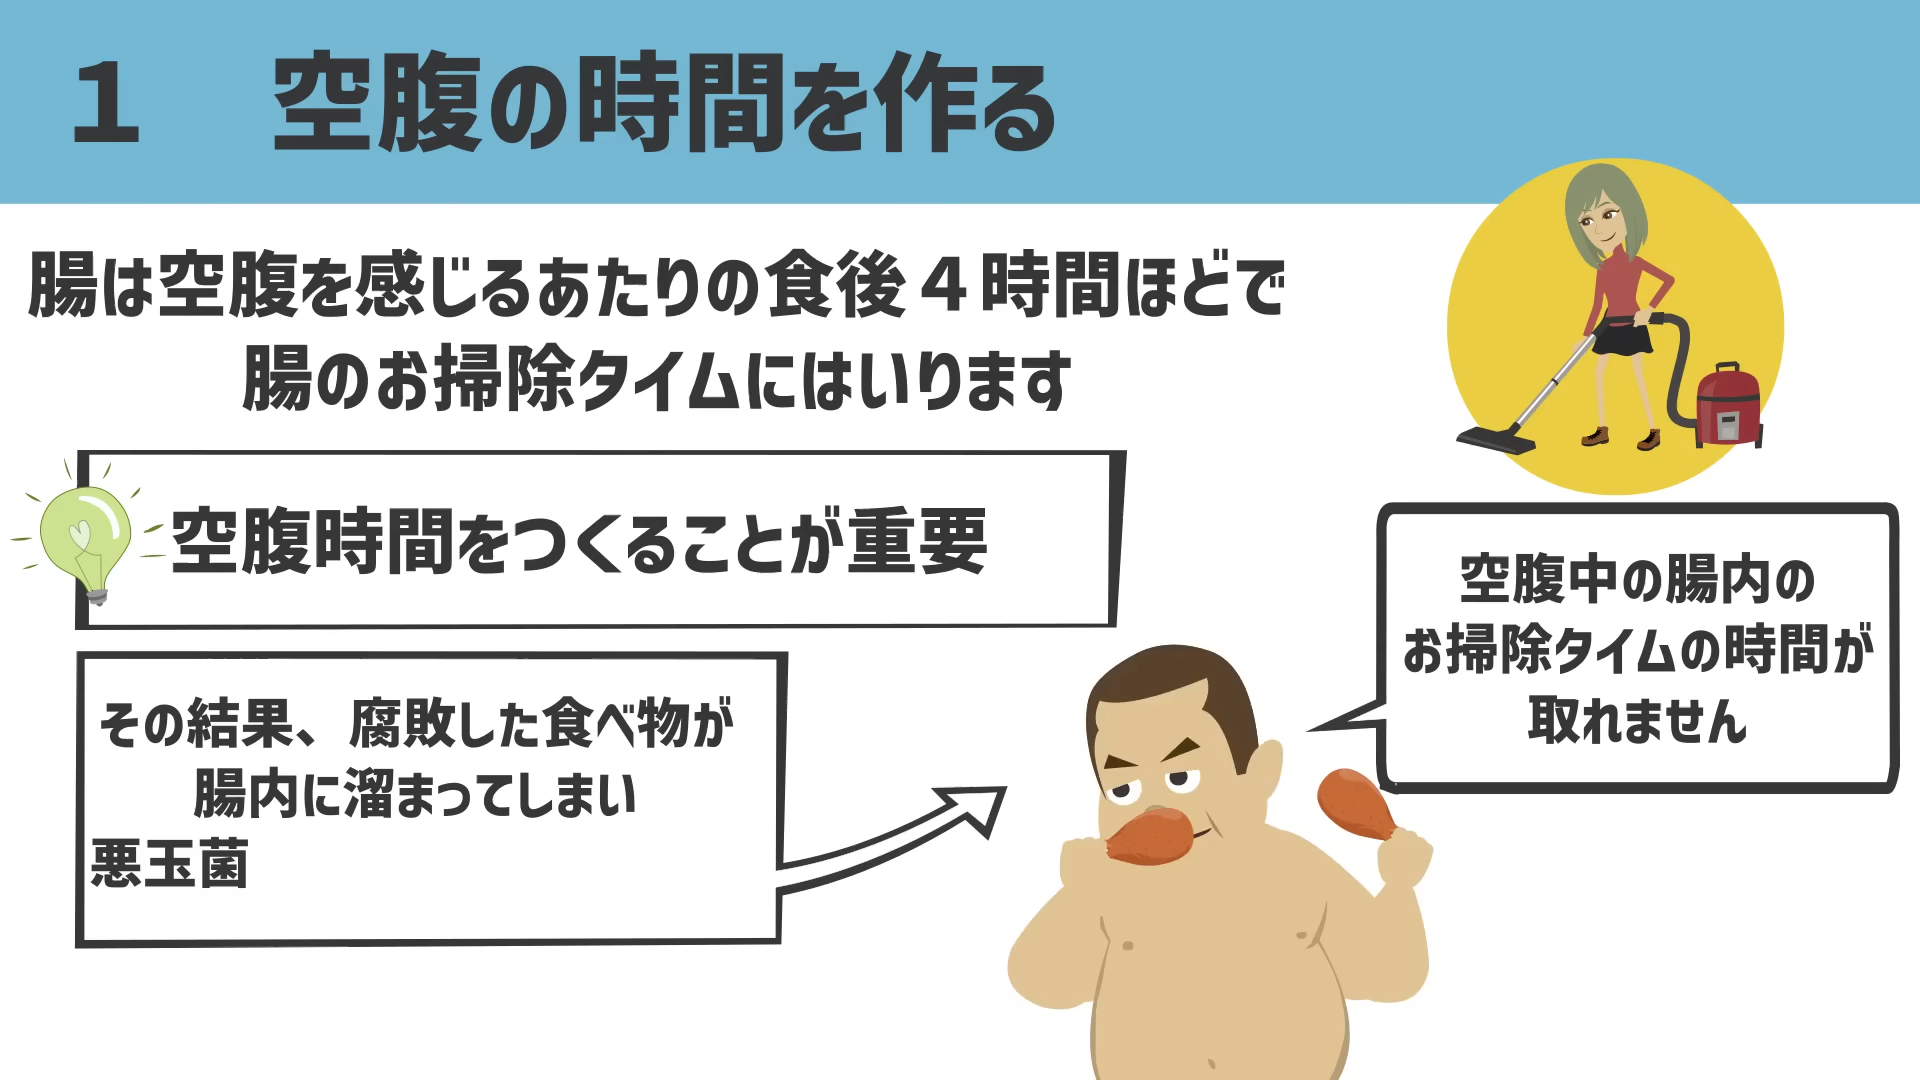 1 空腹の時間を作る
腸は空腹を感じるあたりの食後４時間ほどで
腸のお掃除タイムにはいります
空腹時間をつくることが重要
空腹中の腸内の
お掃除タイムの時間が
取れません
その結果、腐敗した食べ物が
腸内に溜まってしまい
悪玉菌